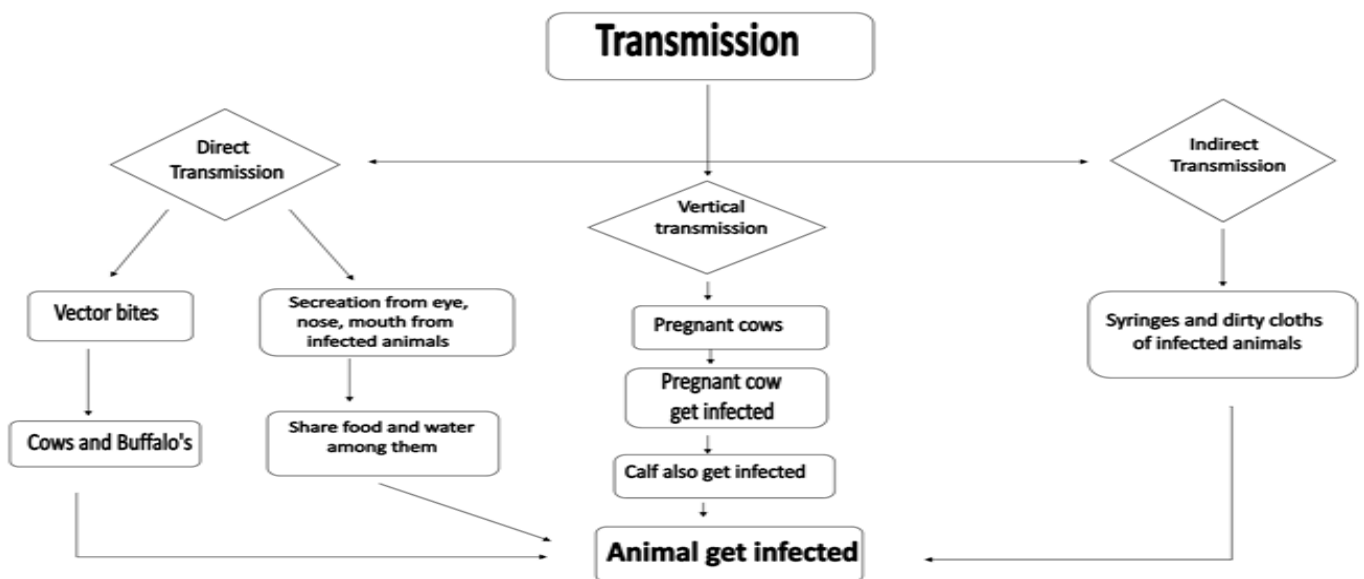 Transmission
Direct
Transmission
Indirect
Transmission
Vertical
transmission
Vector bites
Secreation from eye,
nose, mouth from
infected animals
Pregnant cows
Syringes and dirty cloths
of infected animals
Pregnant cow
get infected
Cows and Buffalo's
Share food and water
among them
Calf also get infected
Animal get infected